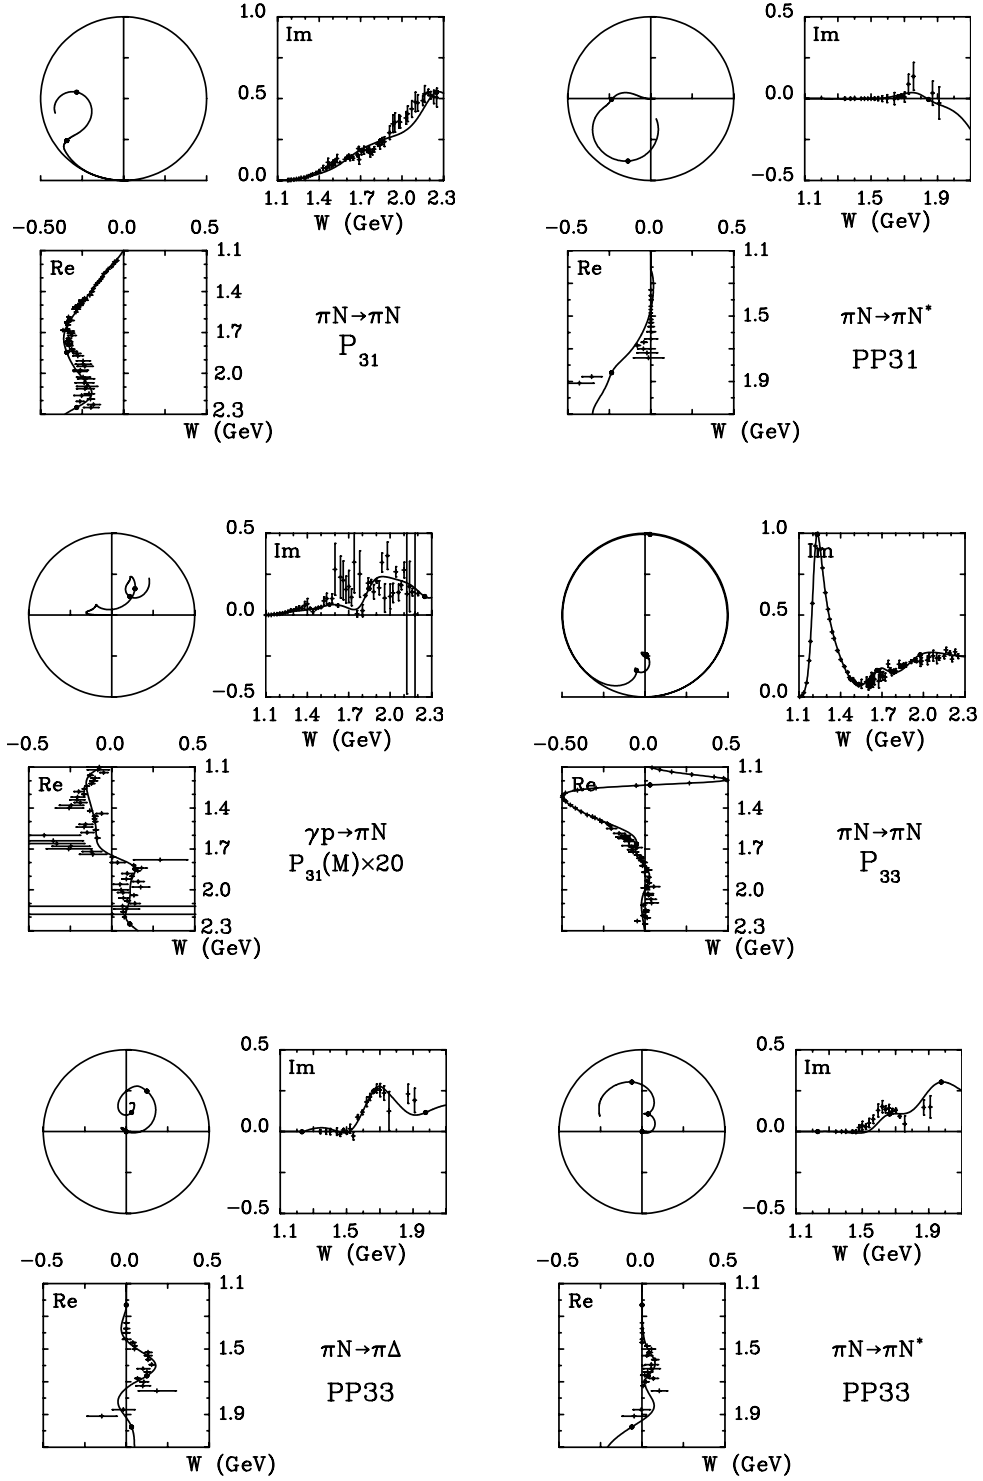 1.0
Im
0.5
0.0
1.1 1.4 1.7 2.0 2.3
W (GeV)
−0.50 0.0 0.5
Re
1.1
1.4
1.7
2.0
2.3
W (GeV)
πN→πN
P31
0.5
Im
0.0
−0.5
1.1 1.5 1.9
W (GeV)
−0.50 0.0 0.5
Re
1.1
1.5
1.9
W (GeV)
πN→πN*
PP31
0.5
Im
0.0
−0.5
1.1 1.4 1.7 2.0 2.3
W (GeV)
−0.5 0.0 0.5
Re
1.1
1.4
1.7
2.0
2.3
W (GeV)
γp→πN
P31(M)×20
1.0
Im
0.5
0.0
1.1 1.4 1.7 2.0 2.3
W (GeV)
−0.50 0.0 0.5
Re
1.1
1.4
1.7
2.0
2.3
W (GeV)
πN→πN
P33
0.5
Im
0.0
−0.5
1.1 1.5 1.9
W (GeV)
−0.5 0.0 0.5
Re
1.1
1.5
1.9
W (GeV)
πN→πΔ
PP33
0.5
Im
0.0
−0.5
1.1 1.5 1.9
W (GeV)
−0.5 0.0 0.5
Re
1.1
1.5
1.9
W (GeV)
πN→πN*
PP33